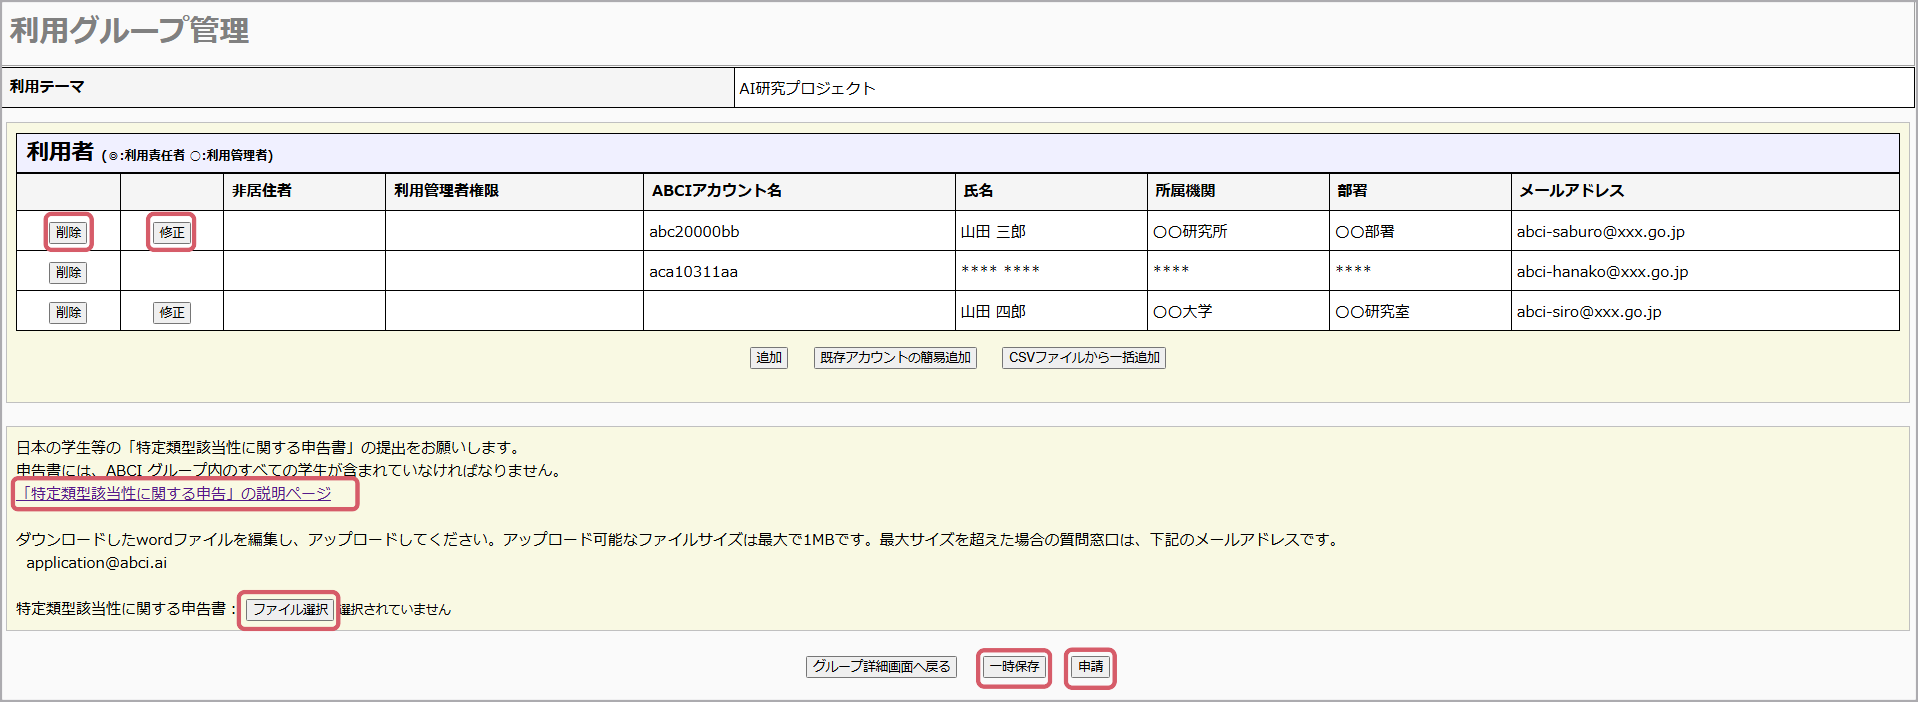 利用グループ管理
利用テーマ AI研究プロジェクト
利用者 (◎:利用責任者 ○:利用管理者)
非居住者 利用管理者権限 ABCIアカウント名 氏名 所属機関 部署 メールアドレス
削除 修正 abc20000bb 山田 三郎 〇〇研究所 〇〇部署 abci-saburo@xxx.go.jp
削除 aca10311aa **** **** **** **** abci-hanako@xxx.go.jp
削除 修正 山田 四郎 〇〇大学 〇〇研究室 abci-siro@xxx.go.jp
追加 既存アカウントの簡易追加 CSVファイルから一括追加
日本の学生等の「特定類型該当性に関する申告書」の提出をお願いします。
申告書には、ABCI グループ内のすべての学生が含まれていなければなりません。
「特定類型該当性に関する申告」の説明ページ
ダウンロードしたwordファイルを編集し、アップロードしてください。アップロード可能なファイルサイズは最大で1MBです。最大サイズを超えた場合の質問窓口は、下記のメールアドレスです。
application@abci.ai
特定類型該当性に関する申告書： ファイル選択 選択されていません
グループ詳細画面へ戻る 一時保存 申請